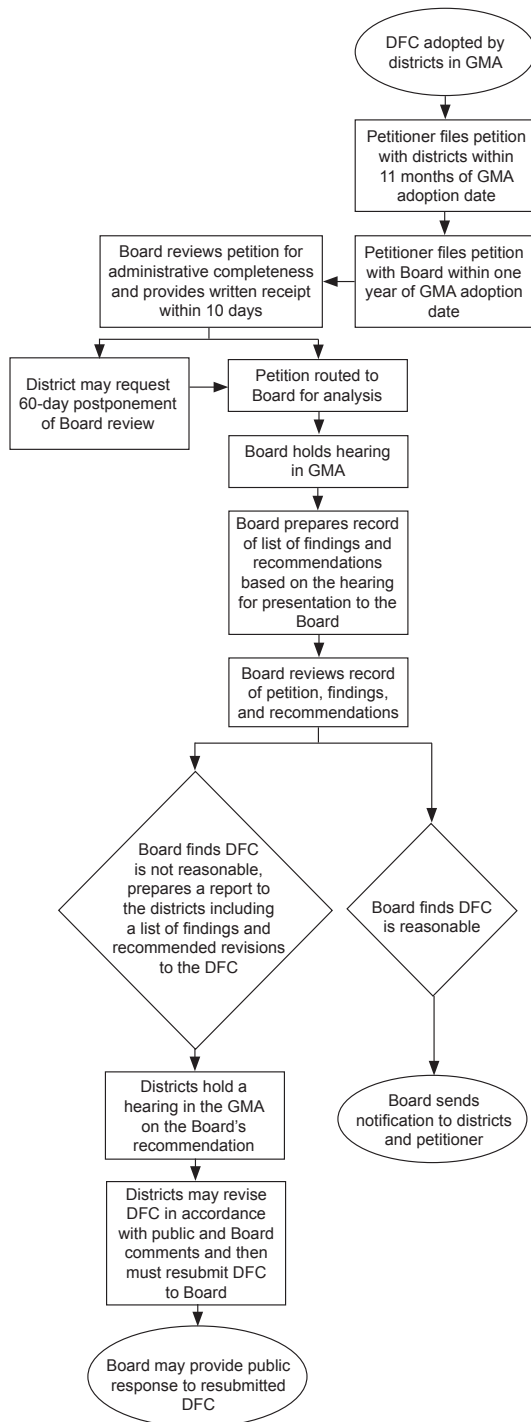 DFC adopted by
districts in GMA
Petitioner files petition
with districts within
11 months of GMA
adoption date
Petitioner files petition
with Board within one
year of GMA adoption
date
Board reviews petition for
administrative completeness
and provides written receipt
within 10 days
District may request
60-day postponement
of Board review
Petition routed to
Board for analysis
Board holds hearing
in GMA
Board prepares record
of list of findings and
recommendations
based on the hearing
for presentation to the
Board
Board reviews record
of petition, findings,
and recommendations
Board finds DFC
is not reasonable,
prepares a report to
the districts including
a list of findings and
recommended revisions
to the DFC
Board finds DFC
is reasonable
Districts hold a
hearing in the GMA
on the Board's
recommendation
Board sends
notification to districts
and petitioner
Districts may revise
DFC in accordance
with public and Board
comments and then
must resubmit DFC
to Board
Board may provide public
response to resubmitted
DFC